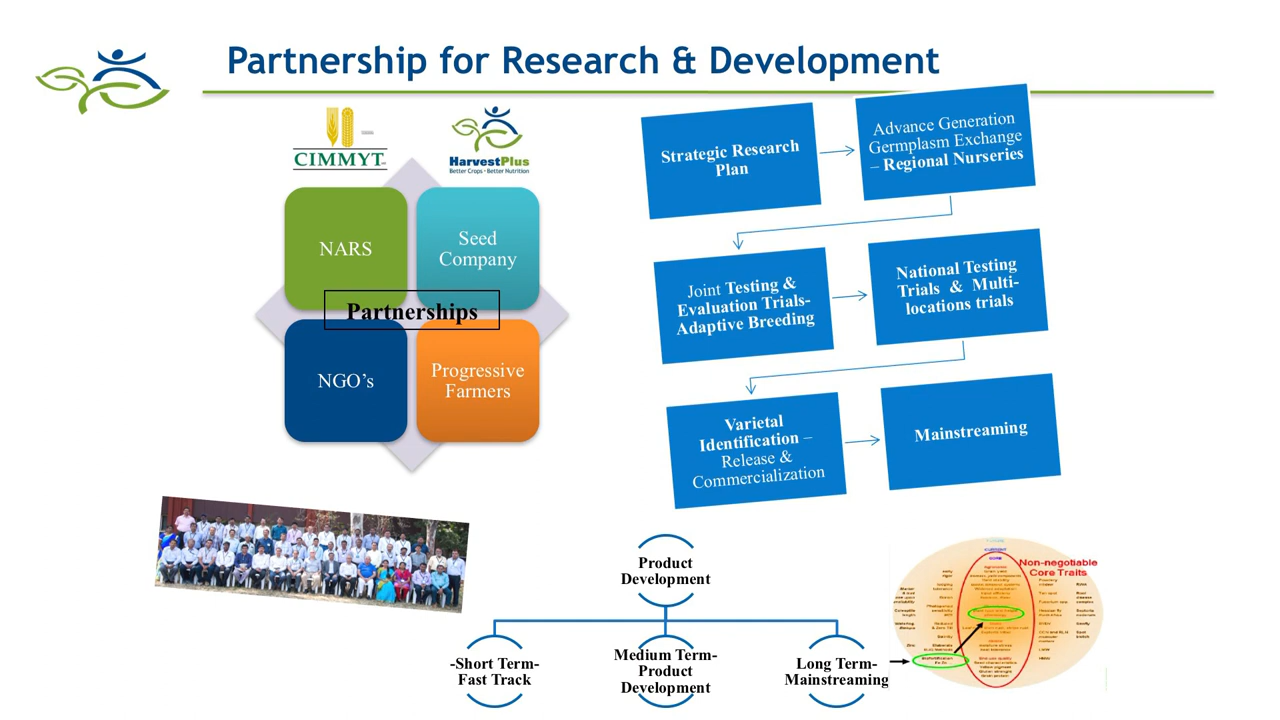 Partnership for Research & Development
CIMMYT
HarvestPlus
Better Crops • Better Nutrition
NARS
Seed
Company
Partnerships
NGO’s
Progressive
Farmers
Strategic Research
Plan
Advance Generation
Germplasm Exchange
– Regional Nurseries
Joint Testing &
Evaluation Trials-
Adaptive Breeding
National Testing
Trials & Multi-
locations trials
Varietal
Identification –
Release &
Commercialization
Mainstreaming
Product
Development
-Short Term-
Fast Track
Medium Term-
Product
Development
Long Term-
Mainstreaming
Non-negotiable
Core Traits